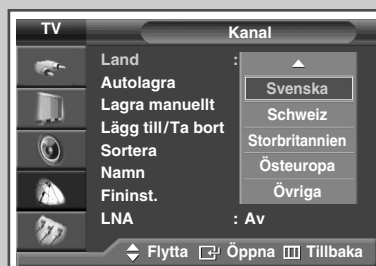 TV
Kanal
Land :
Autolagra
Lagra manuellt
Lägg till/Ta bort
Sortera
Namn
Fininst.
LNA : Av
Svenska
Schweiz
Storbritannien
Östeuropa
Övriga
Flytta Öppna Tillbaka